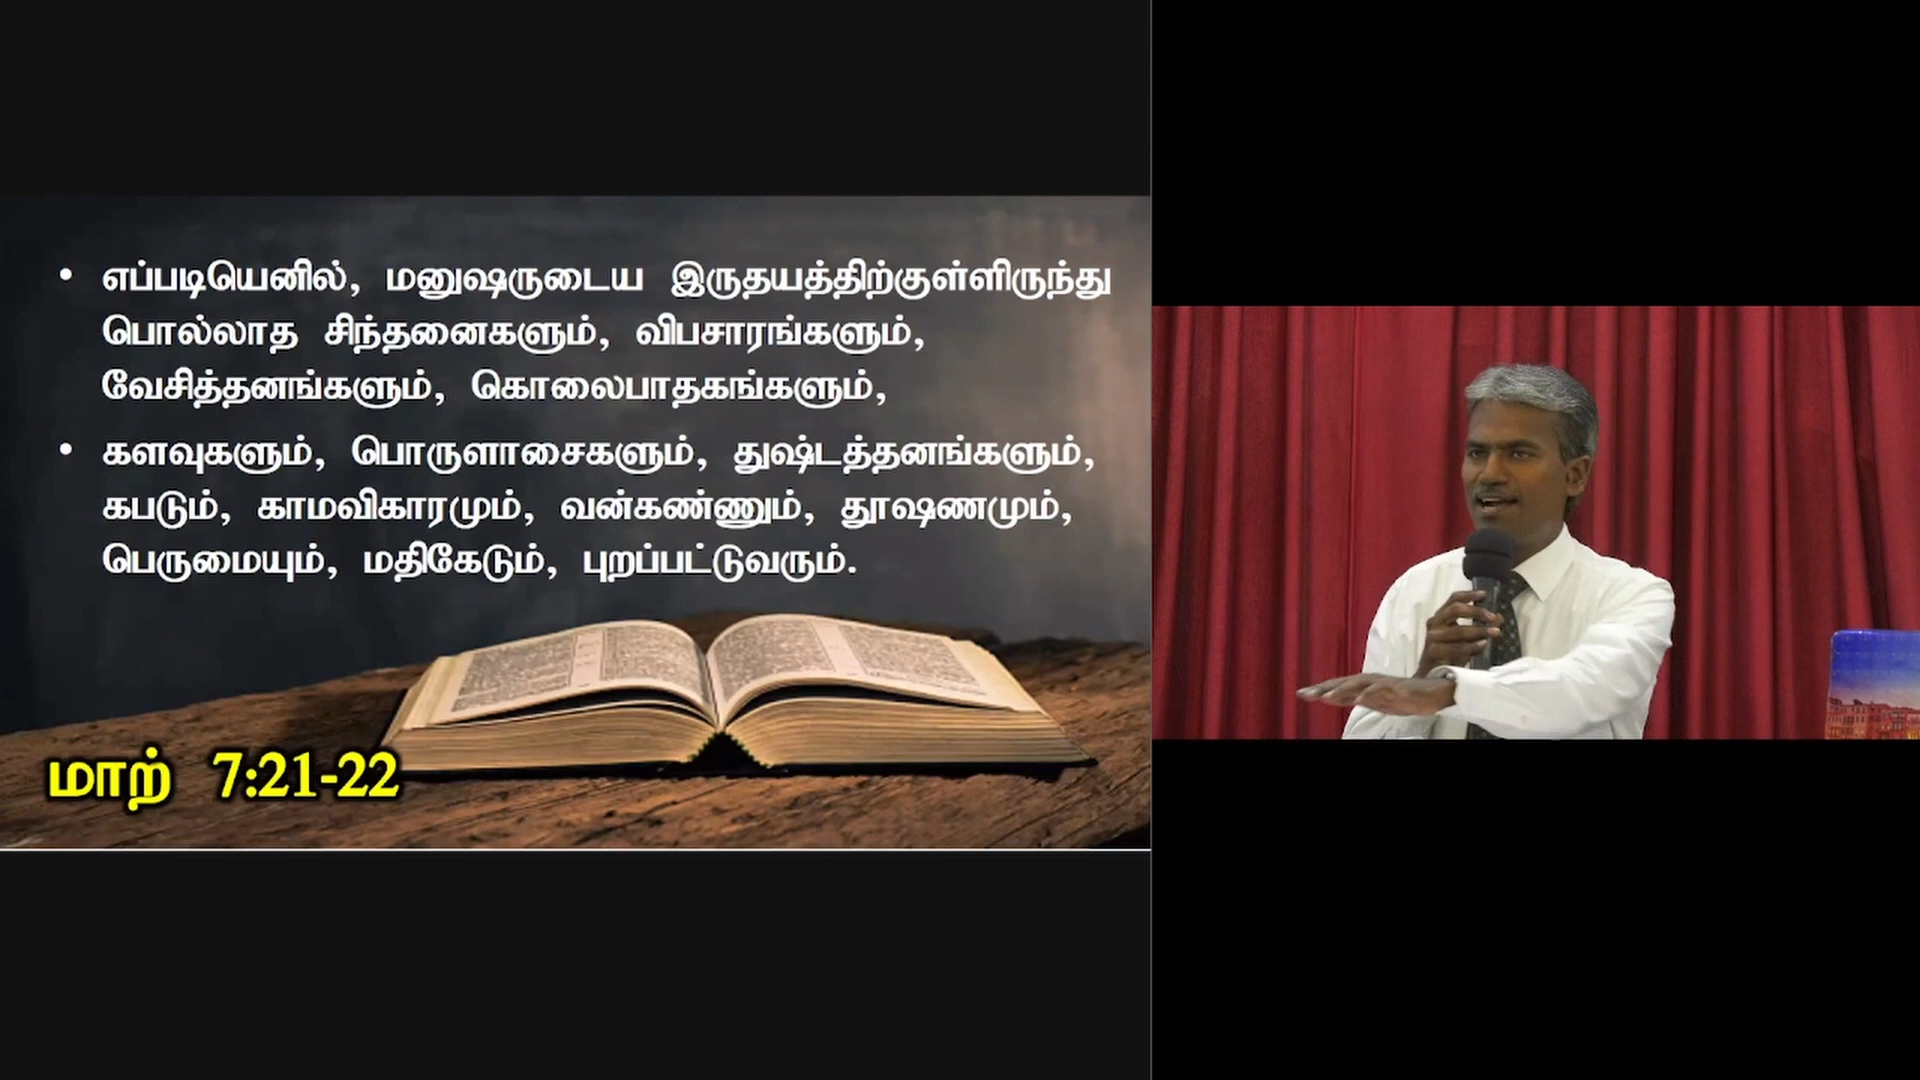 • எப்படியெனில், மனுஷருடைய இருதயத்திற்குள்ளிருந்து
பொல்லாத சிந்தனைகளும், விபசாரங்களும்,
வேசித்தனங்களும், கொலைபாதகங்களும்,
• களவுகளும், பொருளாசைகளும், துஷ்டத்தனங்களும்,
கபடும், காமவிகாரமும், வன்கண்ணும், தூஷணமும்,
பெருமையும், மதிகேடும், புறப்பட்டுவரும்.
மாற் 7:21-22